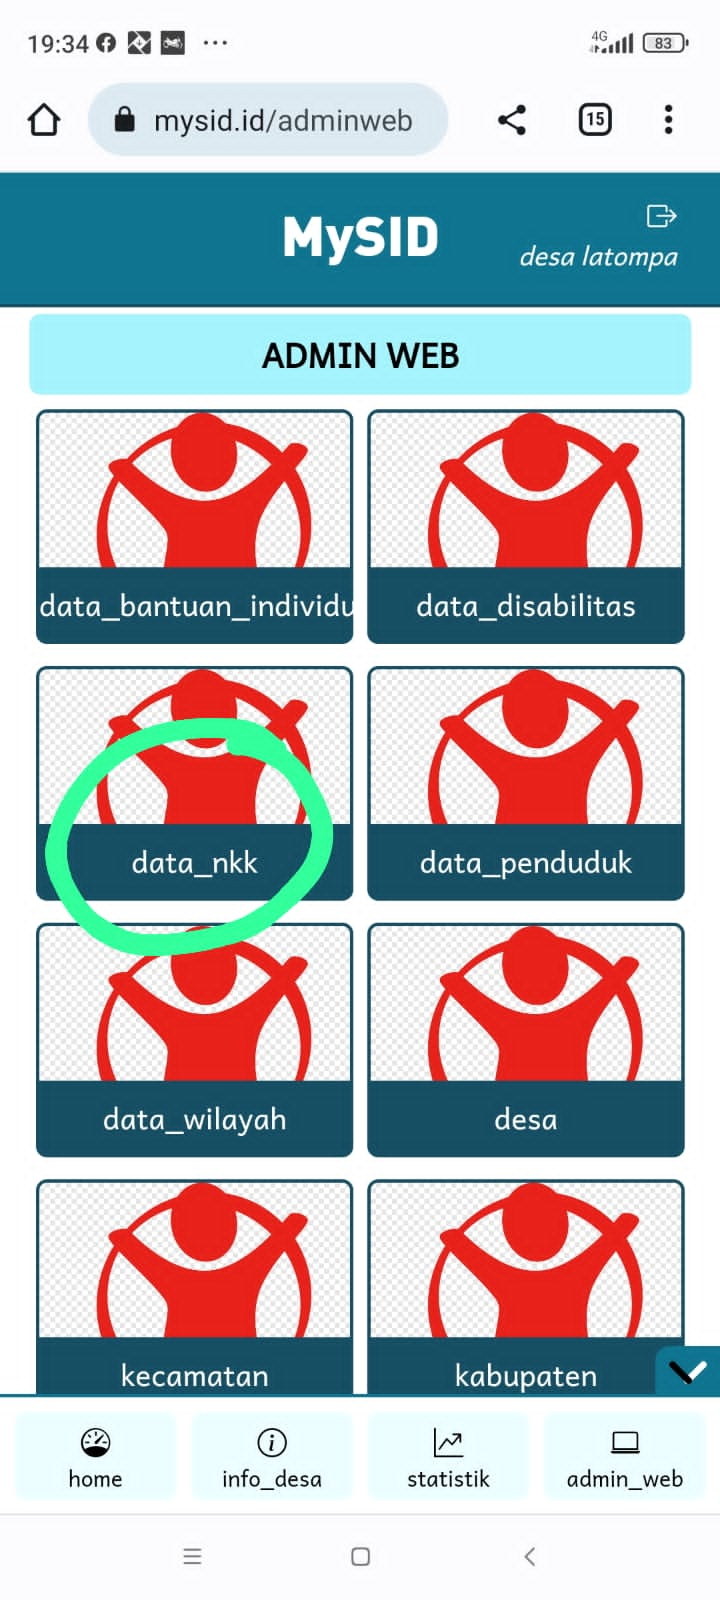 19:34
4G
83
mysid.id/adminweb
15
MySID
desa latompa
ADMIN WEB
data_bantuan_individu
data_disabilitas
data_nkk
data_penduduk
data_wilayah
desa
kecamatan
kabupaten
home
info_desa
statistik
admin_web